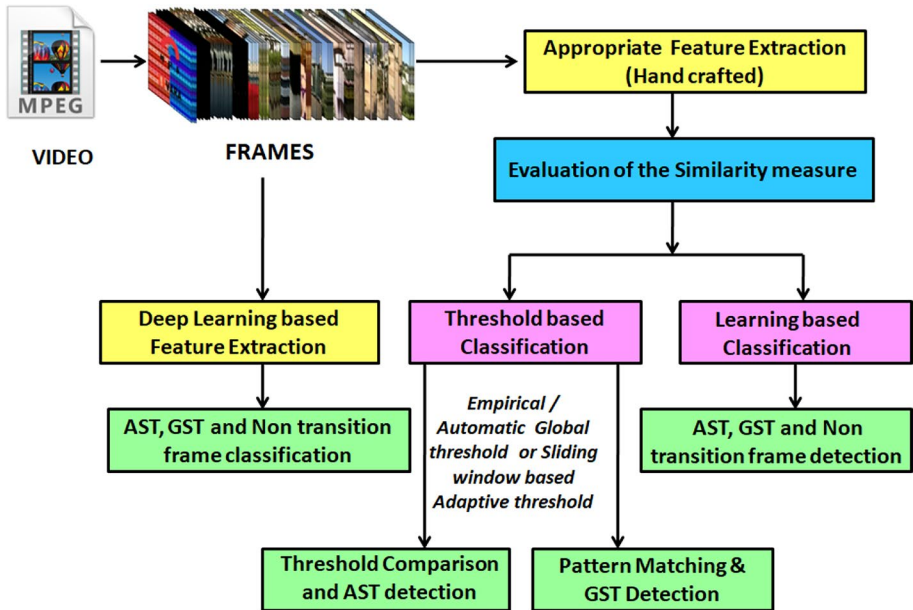 MPEG
VIDEO
FRAMES
Appropriate Feature Extraction
(Hand crafted)
Evaluation of the Similarity measure
Deep Learning based
Feature Extraction
Threshold based
Classification
Learning based
Classification
AST, GST and Non transition
frame classification
Empirical /
Automatic Global
threshold or Sliding
window based
Adaptive threshold
AST, GST and Non
transition frame detection
Threshold Comparison
and AST detection
Pattern Matching &
GST Detection